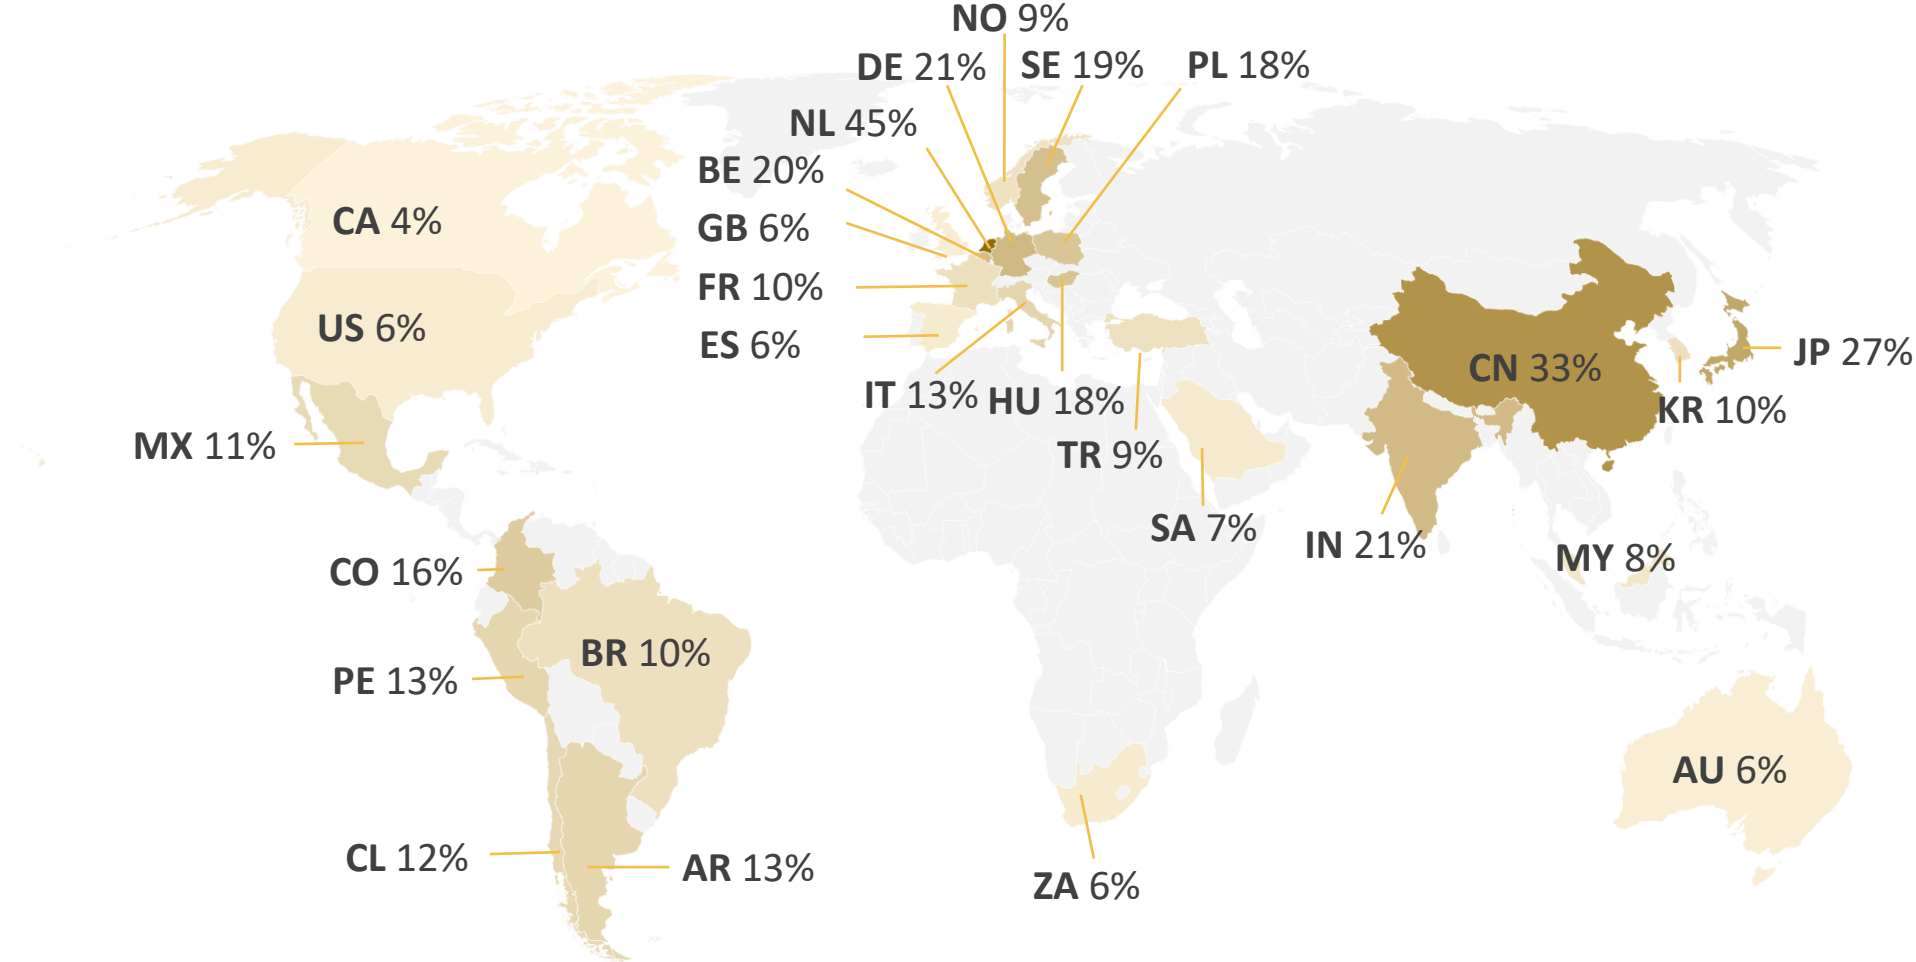 NO 9%
DE 21%
SE 19%
PL 18%
NL 45%
BE 20%
CA 4%
GB 6%
FR 10%
US 6%
ES 6%
JP 27%
CN 33%
IT 13%
HU 18%
KR 10%
MX 11%
TR 9%
SA 7%
IN 21%
MY 8%
CO 16%
BR 10%
PE 13%
AU 6%
CL 12%
AR 13%
ZA 6%